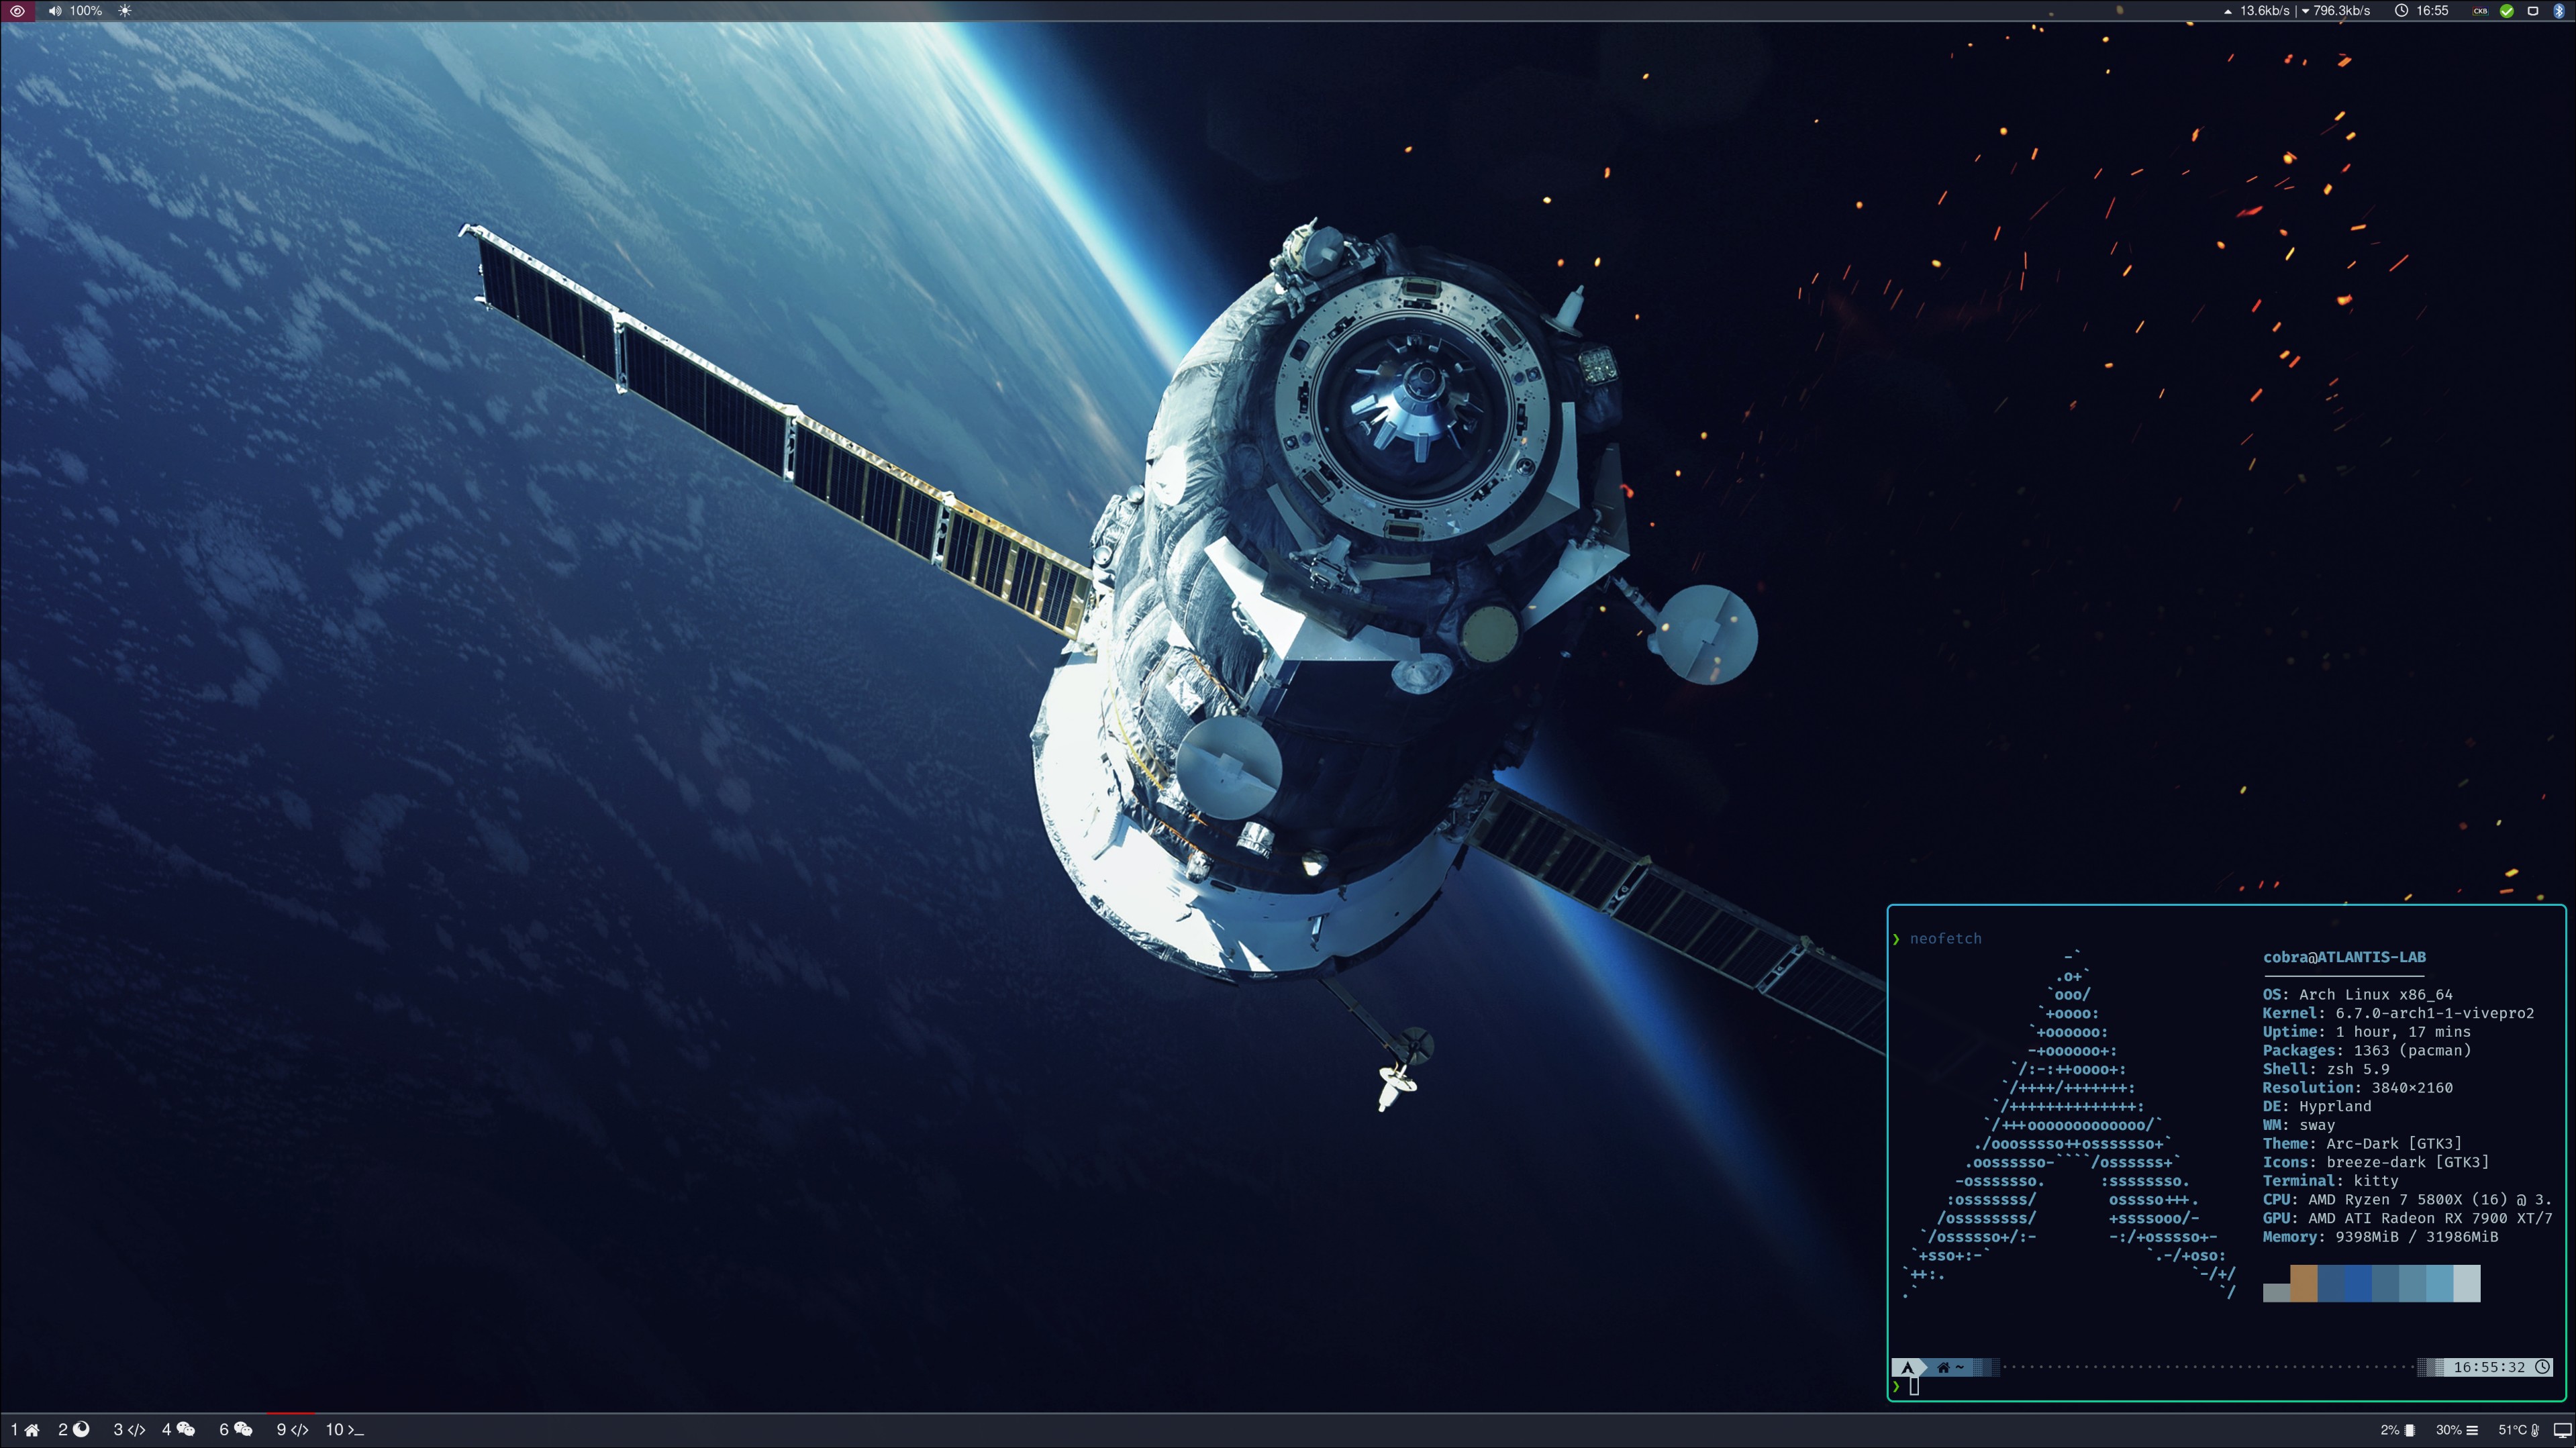 100%
13.6kb/s | 796.3kb/s 16:55 CKB
❯ neofetch
cobra@ATLANTIS-LAB
OS: Arch Linux x86_64
Kernel: 6.7.0-arch1-1-vivepro2
Uptime: 1 hour, 17 mins
Packages: 1363 (pacman)
Shell: zsh 5.9
Resolution: 3840×2160
DE: Hyprland
WM: sway
Theme: Arc-Dark [GTK3]
Icons: breeze-dark [GTK3]
Terminal: kitty
CPU: AMD Ryzen 7 5800X (16) @ 3.
GPU: AMD ATI Radeon RX 7900 XT/7
Memory: 9398MiB / 31986MiB
~ 16:55:32
❯
1 2 3 </> 4 6 9 </> 10 >_
2% 30% 51°C